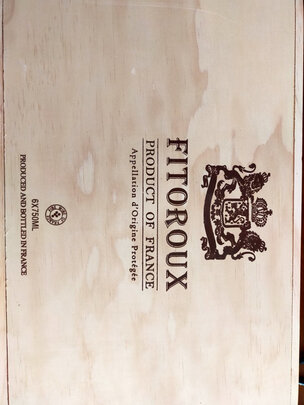 FITOROUX
PRODUCT OF FRANCE
Appellation d'Origine Protégée
6X750ML
PRODUCED AND BOTTLED IN FRANCE